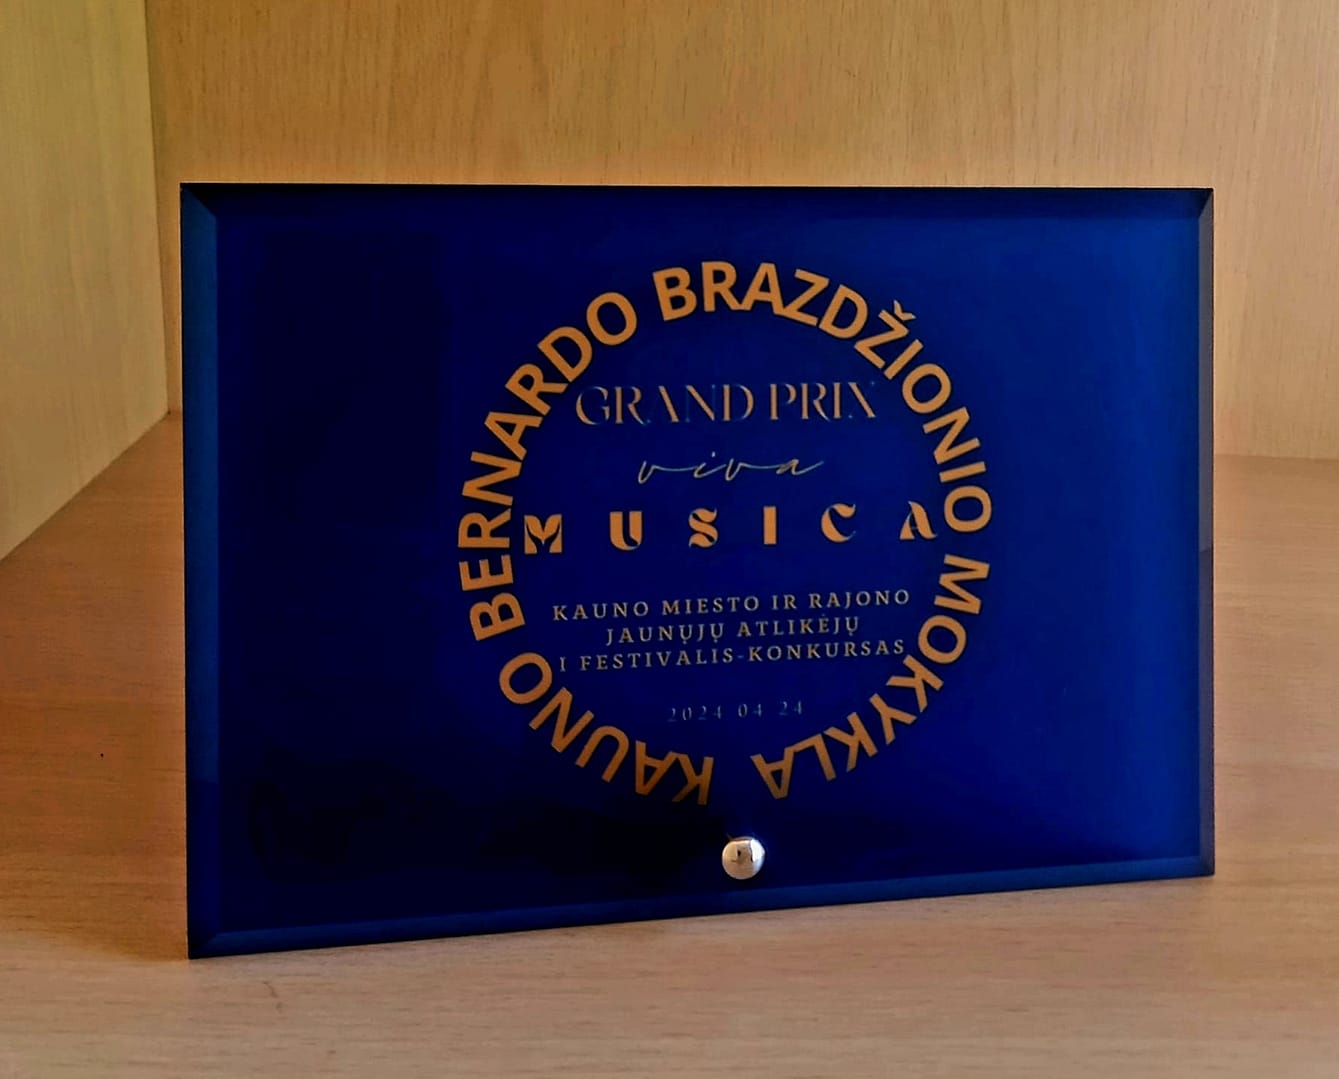 KAUNO BERNARDO BRAZDŽIONIO MOKYKLA
GRAND PRIX
viva
MUSICA
KAUNO MIESTO IR RAJONO
JAUNŲJŲ ATLIKĖJŲ
I FESTIVALIS-KONKURSAS
2024 04 24